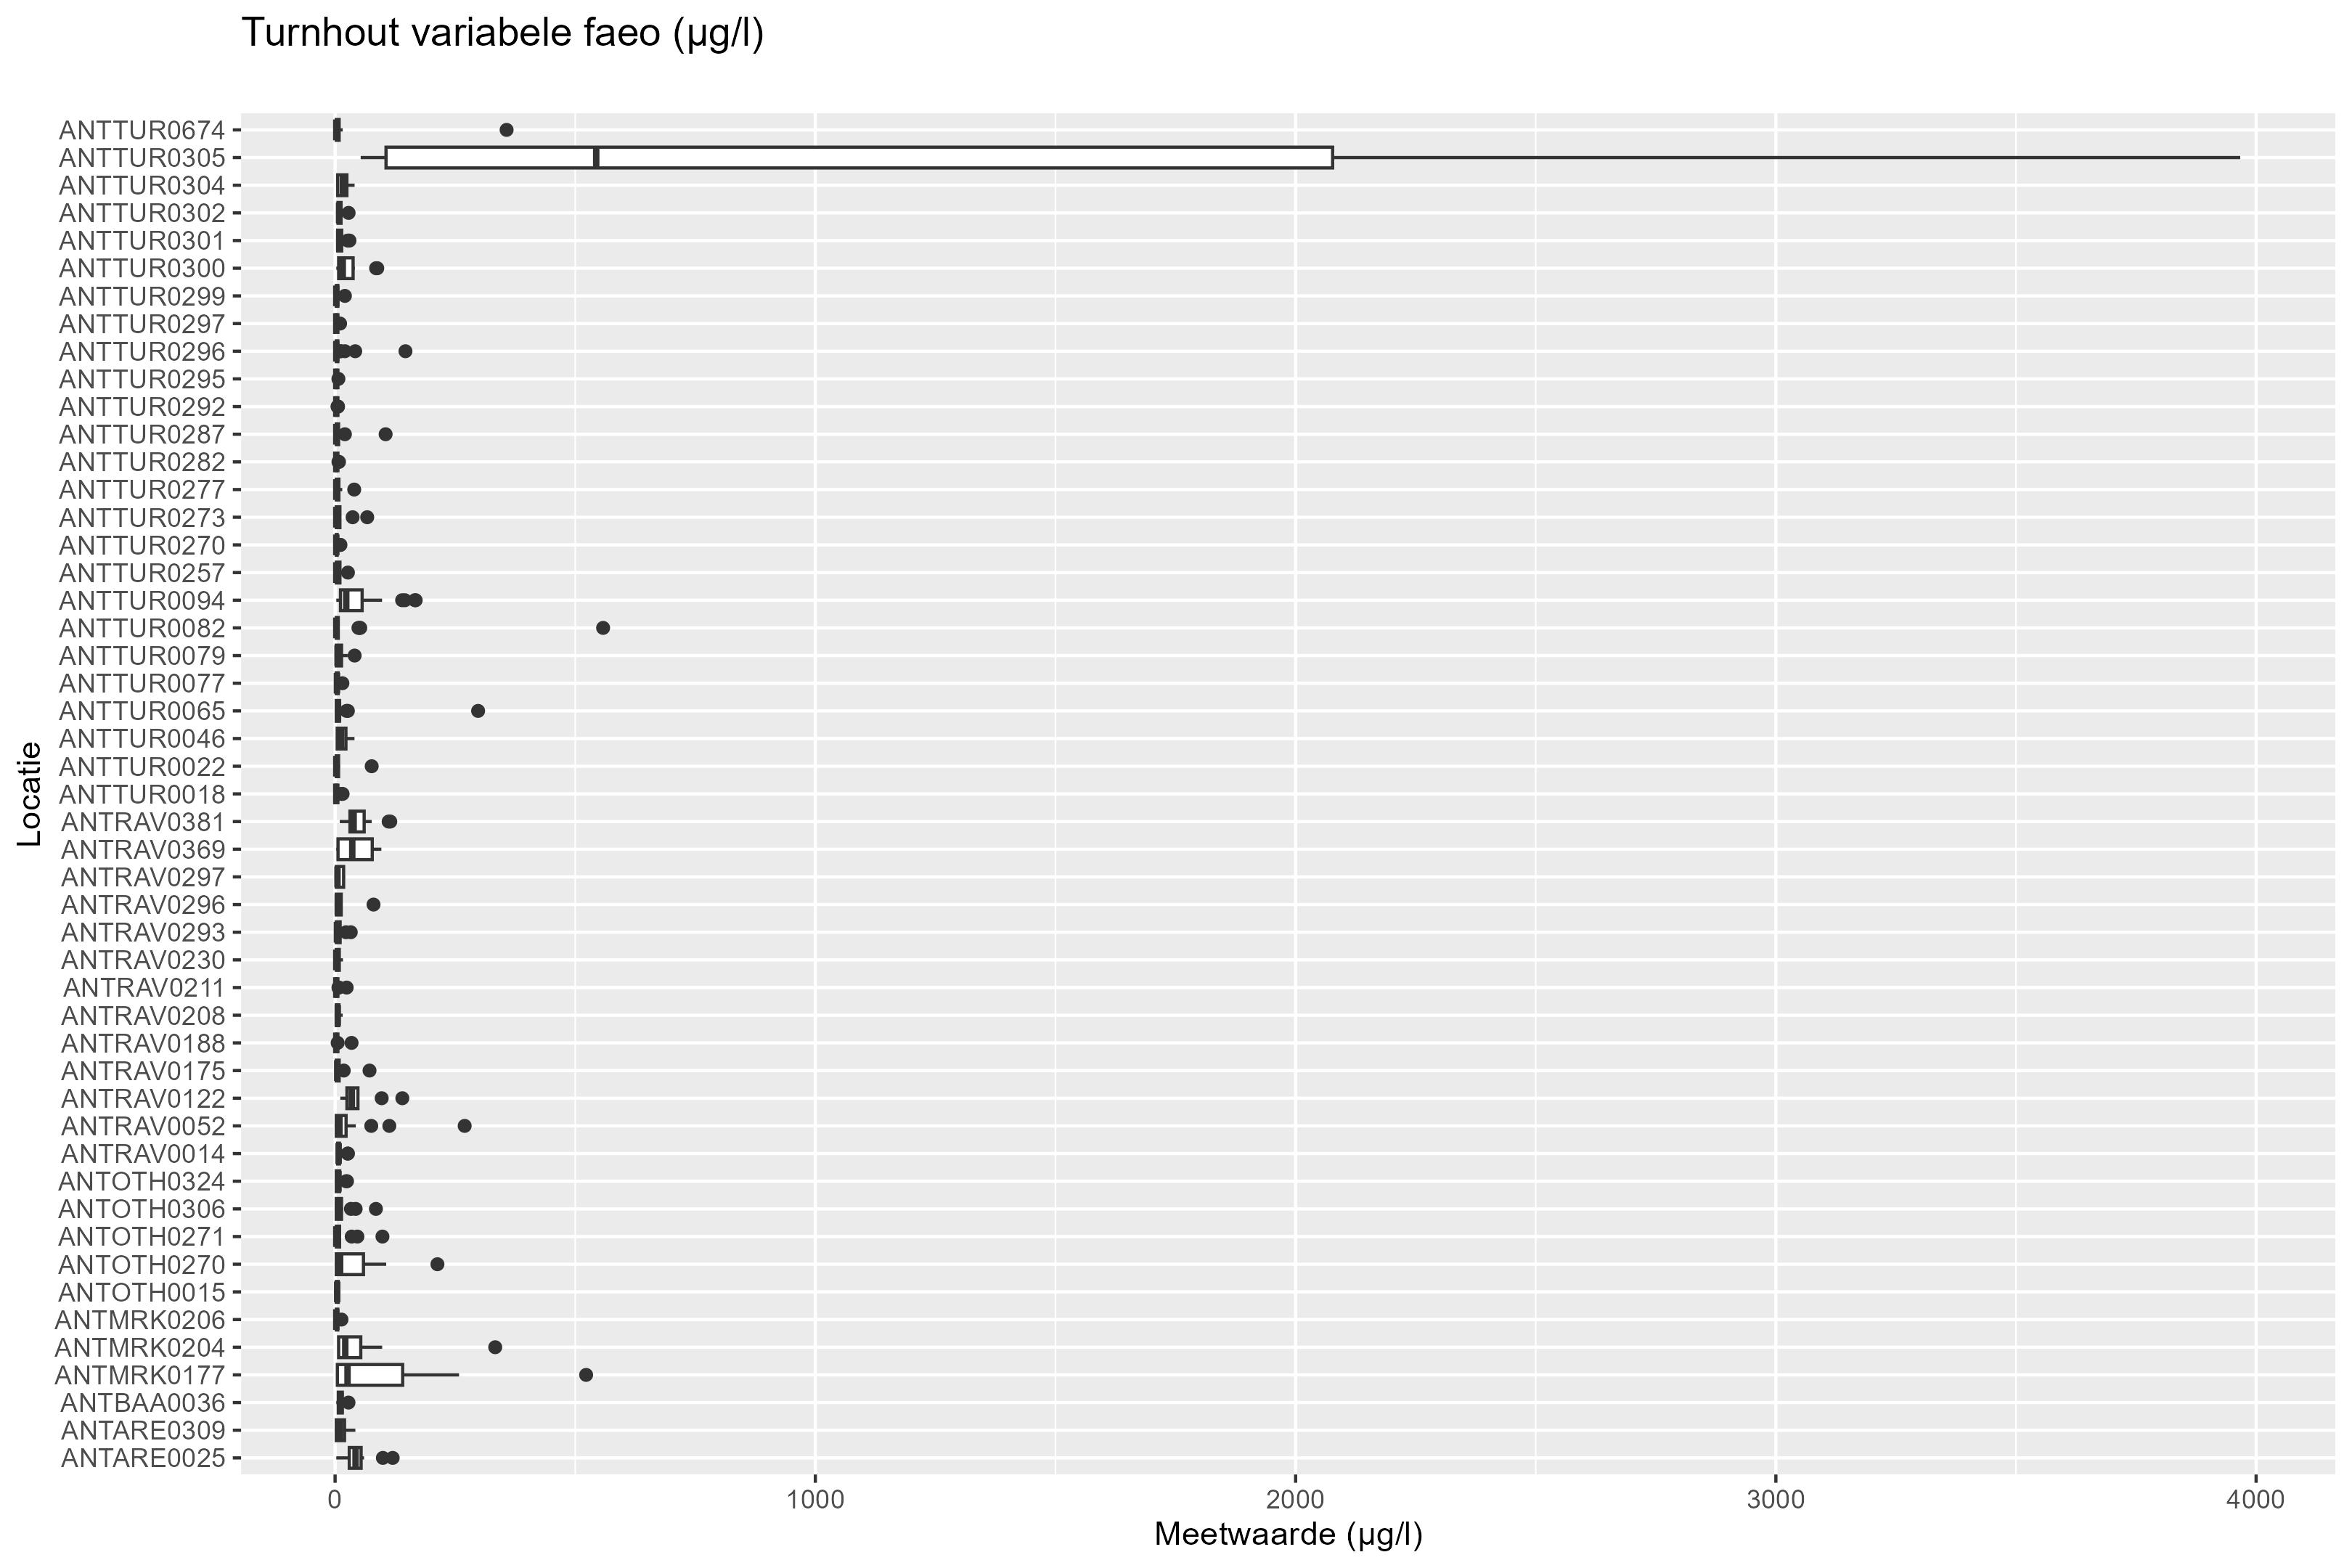 Turnhout variabele faeo (µg/l)
Locatie
ANTTUR0674
ANTTUR0305
ANTTUR0304
ANTTUR0302
ANTTUR0301
ANTTUR0300
ANTTUR0299
ANTTUR0297
ANTTUR0296
ANTTUR0295
ANTTUR0292
ANTTUR0287
ANTTUR0282
ANTTUR0277
ANTTUR0273
ANTTUR0270
ANTTUR0257
ANTTUR0094
ANTTUR0082
ANTTUR0079
ANTTUR0077
ANTTUR0065
ANTTUR0046
ANTTUR0022
ANTTUR0018
ANTRAV0381
ANTRAV0369
ANTRAV0297
ANTRAV0296
ANTRAV0293
ANTRAV0230
ANTRAV0211
ANTRAV0208
ANTRAV0188
ANTRAV0175
ANTRAV0122
ANTRAV0052
ANTRAV0014
ANTOTH0324
ANTOTH0306
ANTOTH0271
ANTOTH0270
ANTOTH0015
ANTMRK0206
ANTMRK0204
ANTMRK0177
ANTBAA0036
ANTARE0309
ANTARE0025
0 1000 2000 3000 4000
Meetwaarde (µg/l)